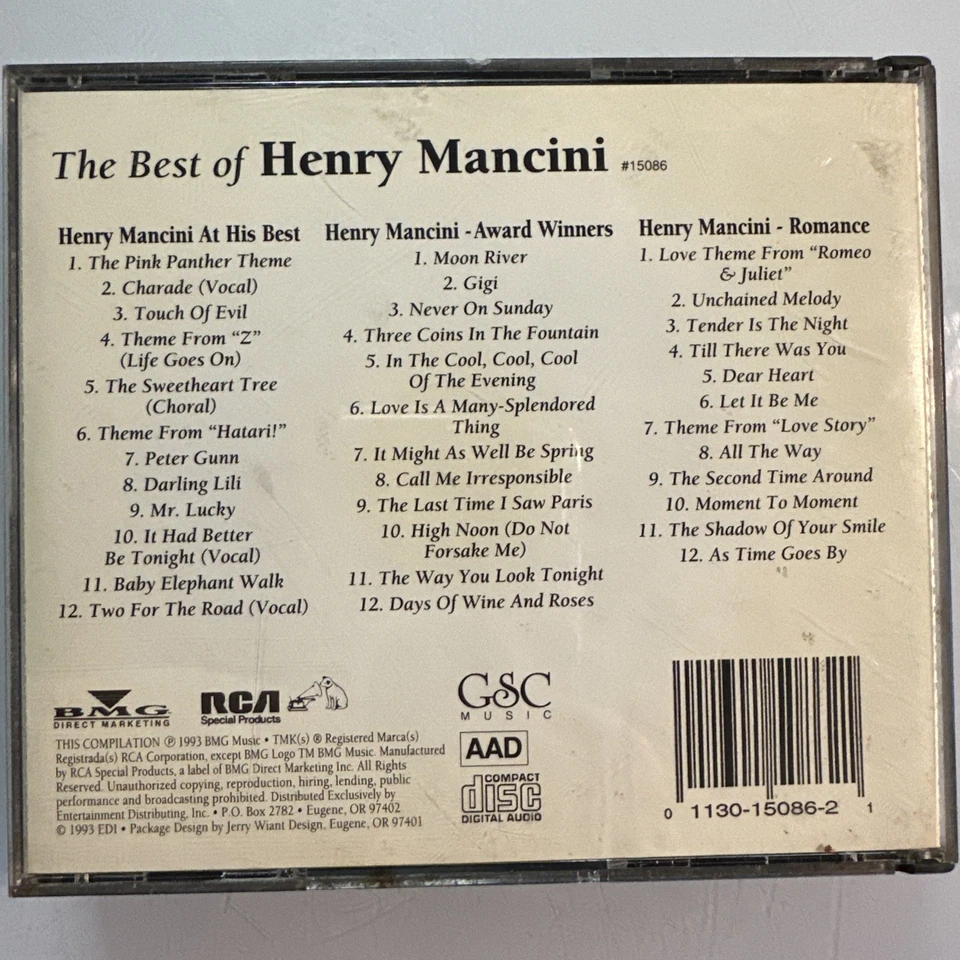 The Best of Henry Mancini #15086
Henry Mancini At His Best
1. The Pink Panther Theme
2. Charade (Vocal)
3. Touch Of Evil
4. Theme From “Z”
(Life Goes On)
5. The Sweetheart Tree
(Choral)
6. Theme From “Hatari!”
7. Peter Gunn
8. Darling Lili
9. Mr. Lucky
10. It Had Better
Be Tonight (Vocal)
11. Baby Elephant Walk
12. Two For The Road (Vocal)
Henry Mancini - Award Winners
1. Moon River
2. Gigi
3. Never On Sunday
4. Three Coins In The Fountain
5. In The Cool, Cool, Cool
Of The Evening
6. Love Is A Many-Splendored
Thing
7. It Might As Well Be Spring
8. Call Me Irresponsible
9. The Last Time I Saw Paris
10. High Noon (Do Not
Forsake Me)
11. The Way You Look Tonight
12. Days Of Wine And Roses
Henry Mancini - Romance
1. Love Theme From “Romeo
& Juliet”
2. Unchained Melody
3. Tender Is The Night
4. Till There Was You
5. Dear Heart
6. Let It Be Me
7. Theme From “Love Story”
8. All The Way
9. The Second Time Around
10. Moment To Moment
11. The Shadow Of Your Smile
12. As Time Goes By
BMG
DIRECT MARKETING
RCA
Special Products
THIS COMPILATION ℗ 1993 BMG Music • TMK(s) ® Registered Marca(s)
Registrada(s) RCA Corporation, except BMG Logo TM BMG Music. Manufactured
by RCA Special Products, a label of BMG Direct Marketing Inc. All Rights
Reserved. Unauthorized copying, reproduction, hiring, lending, public
performance and broadcasting prohibited. Distributed Exclusively by
Entertainment Distributing, Inc. • P.O. Box 2782 • Eugene, OR 97402
© 1993 EDI • Package Design by Jerry Wiant Design, Eugene, OR 97401
GSC
MUSIC
AAD
COMPACT
disc
DIGITAL AUDIO
0 1130-15086-2 1